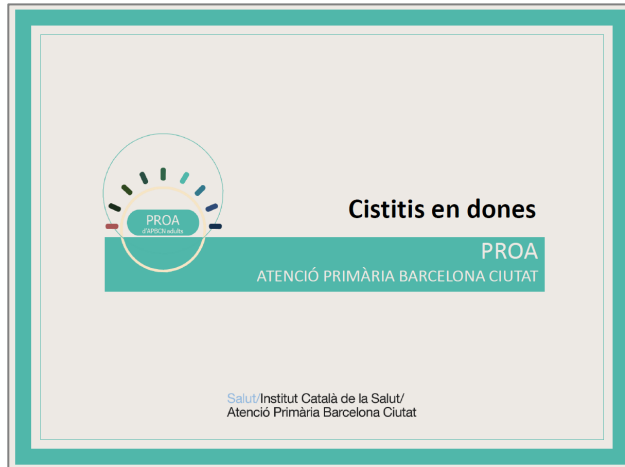 PROA
d'APBCN adults
Cistitis en dones
PROA
ATENCIÓ PRIMÀRIA BARCELONA CIUTAT
Salut/Institut Català de la Salut/
Atenció Primària Barcelona Ciutat